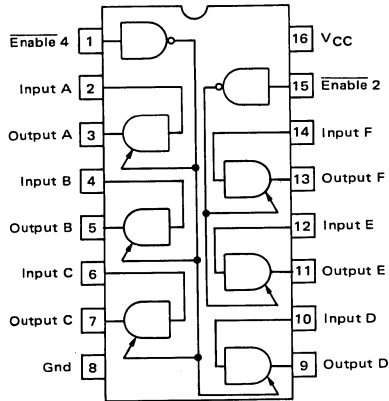 Enable 4 1
Input A 2
Output A 3
Input B 4
Output B 5
Input C 6
Output C 7
Gnd 8
16 VCC
15 Enable 2
14 Input F
13 Output F
12 Input E
11 Output E
10 Input D
9 Output D